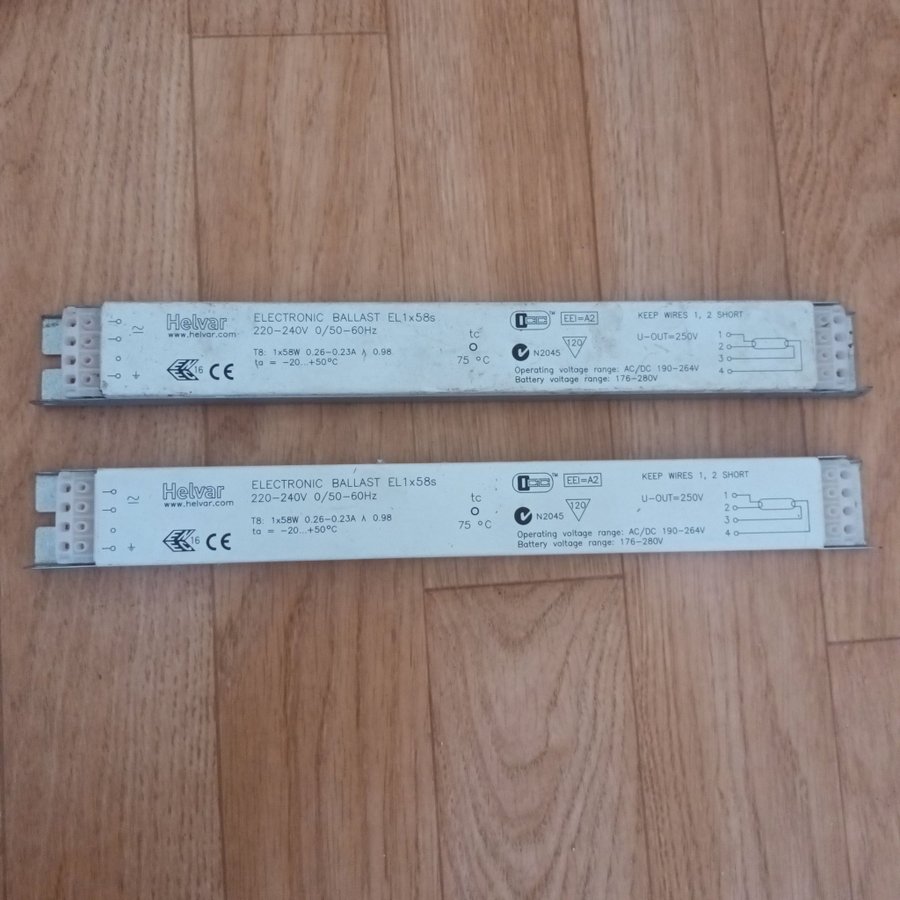 Helvar
www.helvar.com
16 CE
ELECTRONIC BALLAST EL1x58s
220-240V 0/50-60Hz
T8: 1x58W 0.26-0.23A λ 0.98
ta = -20...+50°C
tc
75 °C
TM
EEI=A2
N2045
120
KEEP WIRES 1, 2 SHORT
U-OUT=250V
1
2
3
4
Operating voltage range: AC/DC 190-264V
Battery voltage range: 176-280V
Helvar
www.helvar.com
16 CE
ELECTRONIC BALLAST EL1x58s
220-240V 0/50-60Hz
T8: 1x58W 0.26-0.23A λ 0.98
ta = -20...+50°C
tc
75 °C
TM
EEI=A2
N2045
120
KEEP WIRES 1, 2 SHORT
U-OUT=250V
1
2
3
4
Operating voltage range: AC/DC 190-264V
Battery voltage range: 176-280V